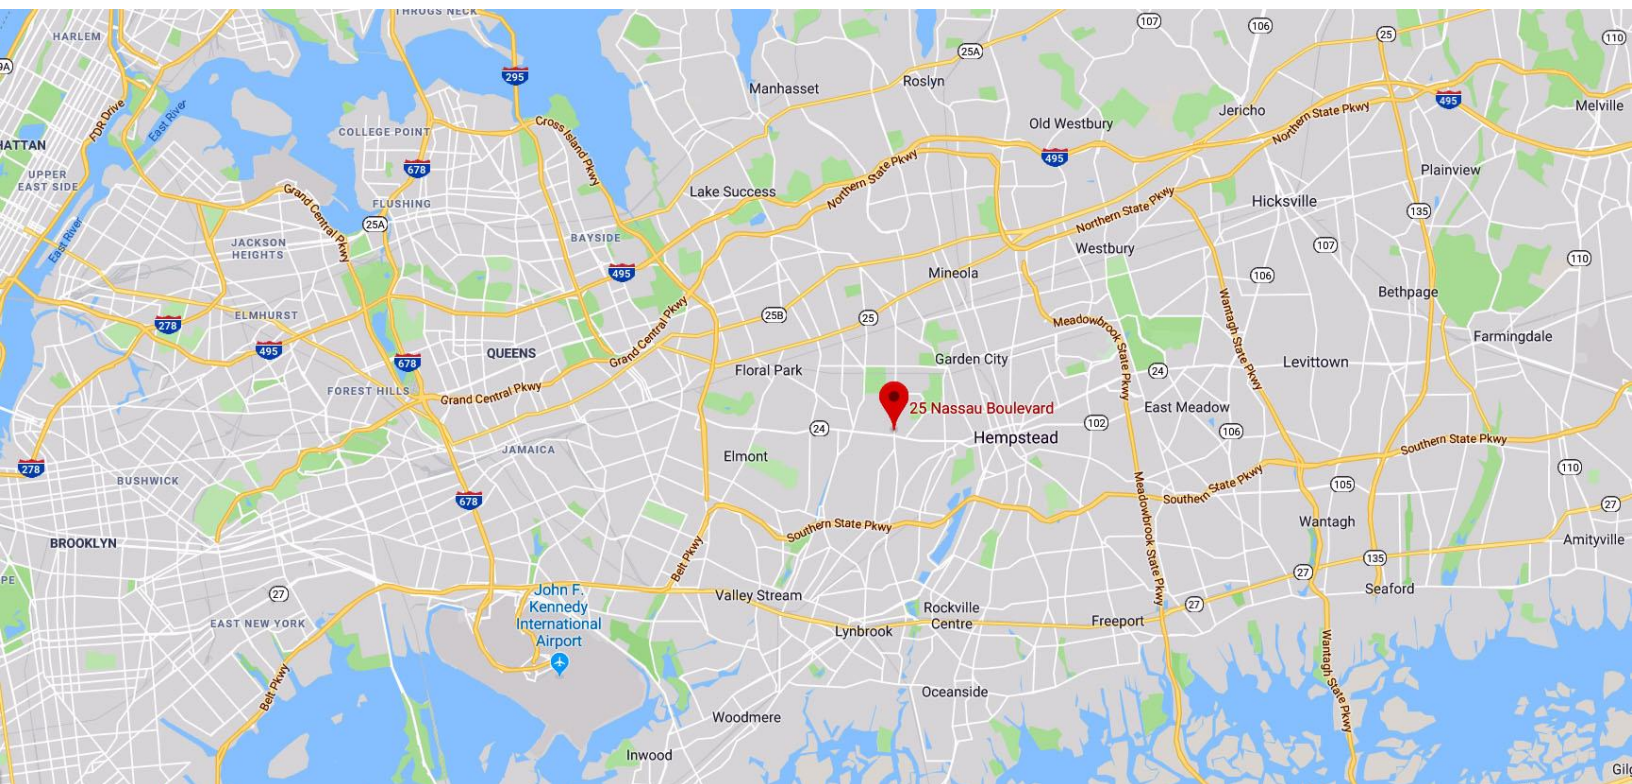 THROGS NECK
HARLEM
9A
FDR Drive
East River
295
107
106
25
110
25A
Roslyn
Manhasset
Jericho
495
Melville
Northern State Pkwy
Old Westbury
COLLEGE POINT
Cross Island Pkwy
HATTAN
678
495
Plainview
UPPER
EAST SIDE
Grand Central Pkwy
FLUSHING
25A
Lake Success
Northern State Pkwy
Northern State Pkwy
Hicksville
135
East River
JACKSON
HEIGHTS
BAYSIDE
Westbury
107
110
495
Mineola
106
Bethpage
278
ELMHURST
25B
25
Wantagh State Pkwy
Meadowbrook State Pkwy
Farmingdale
495
678
QUEENS
Grand Central Pkwy
Floral Park
Garden City
24
Levittown
FOREST HILLS
Grand Central Pkwy
25 Nassau Boulevard
East Meadow
24
Hempstead
102
106
Southern State Pkwy
278
JAMAICA
Elmont
110
BUSHWICK
678
Southern State Pkwy
105
27
Meadowbrook State Pkwy
Southern State Pkwy
Wantagh
BROOKLYN
Amityville
Belt Pkwy
135
27
PE
27
John F.
Kennedy
International
Airport
Valley Stream
Seaford
Rockville
Centre
27
EAST NEW YORK
Lynbrook
Freeport
Belt Pkwy
Wantagh State Pkwy
Oceanside
Woodmere
Inwood
Gilg